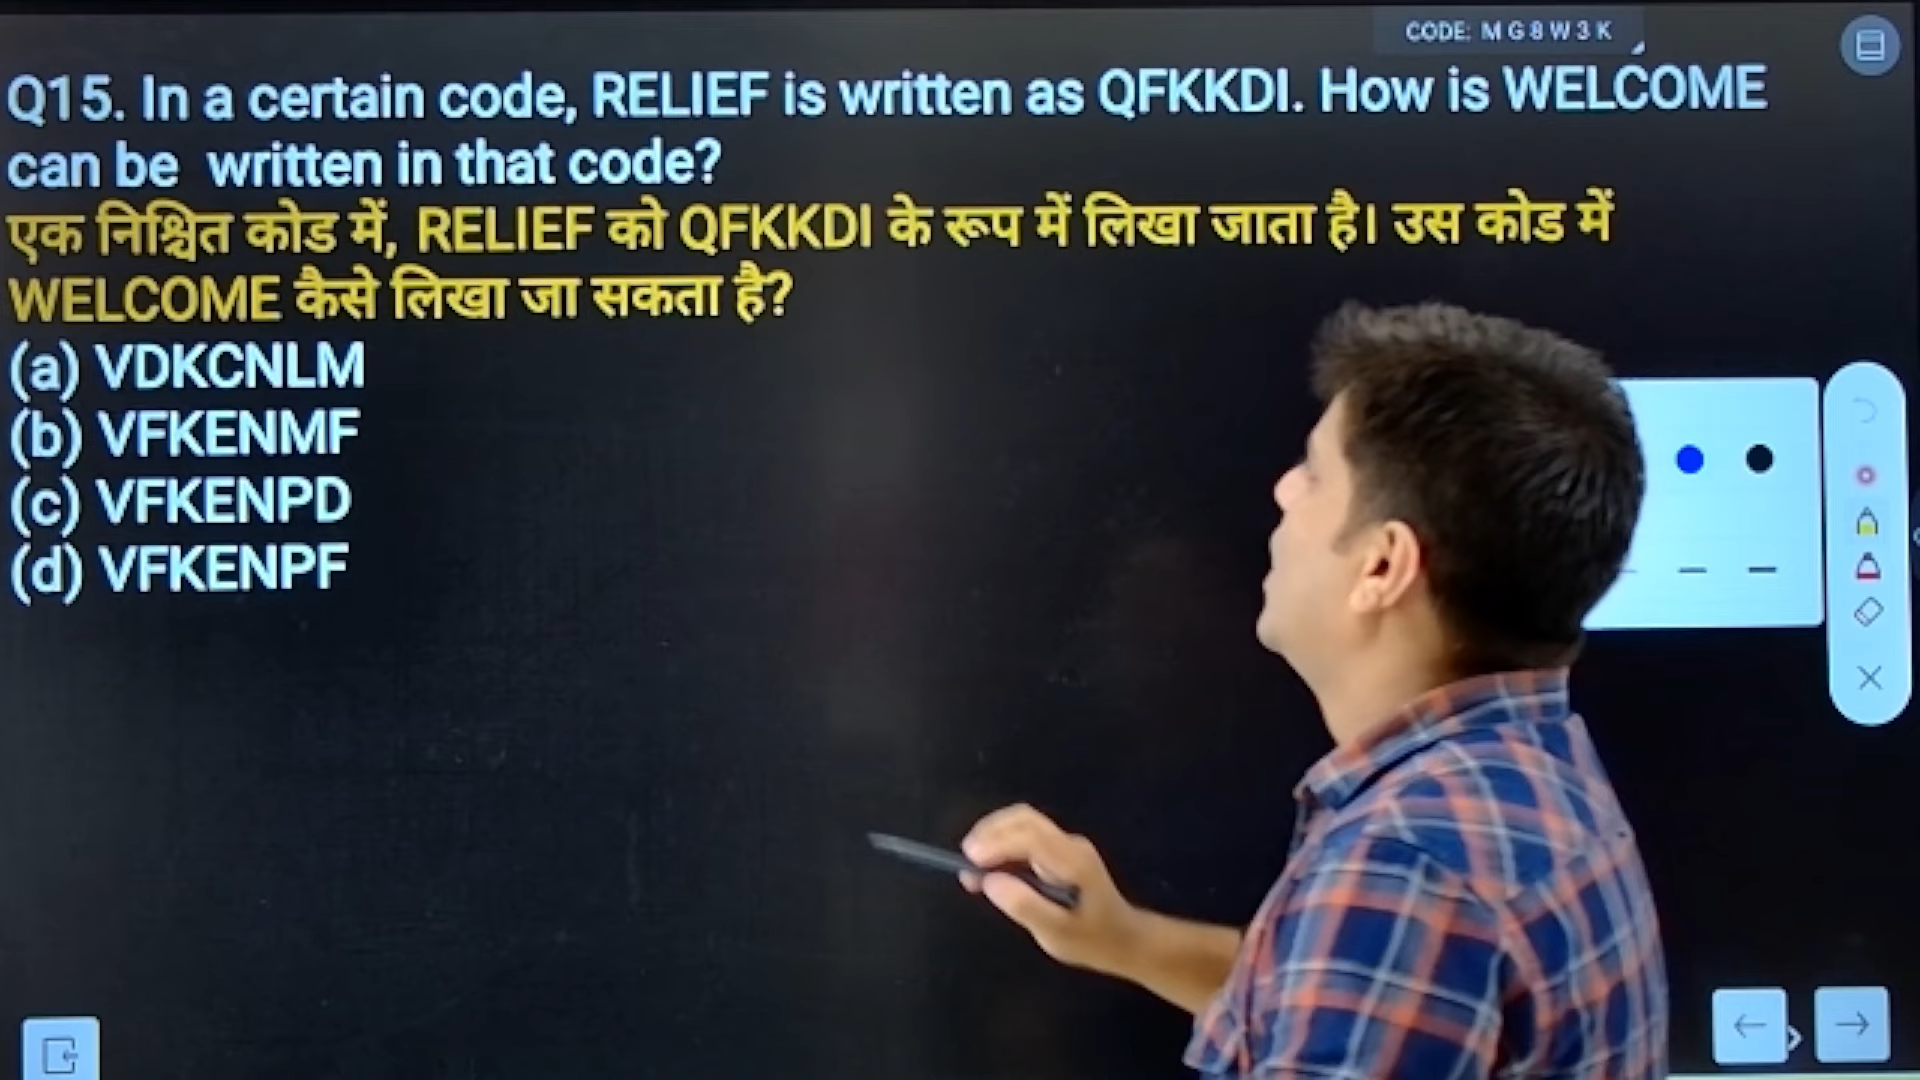 CODE: M G 8 W 3 K
Q15. In a certain code, RELIEF is written as QFKKDI. How is WELCOME
can be written in that code?
एक निश्चित कोड में, RELIEF को QFKKDI के रूप में लिखा जाता है। उस कोड में
WELCOME कैसे लिखा जा सकता है?
(a) VDKCNLM
(b) VFKENMF
(c) VFKENPD
(d) VFKENPF